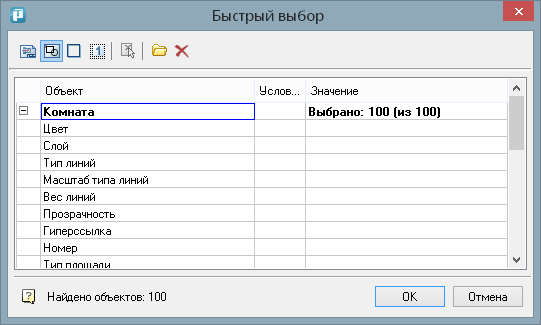 Быстрый выбор
1
Объект Услов... Значение
Комната Выбрано: 100 (из 100)
Цвет
Слой
Тип линий
Масштаб типа линий
Вес линий
Прозрачность
Гиперссылка
Номер
Тип площади
Найдено объектов: 100 OK Отмена